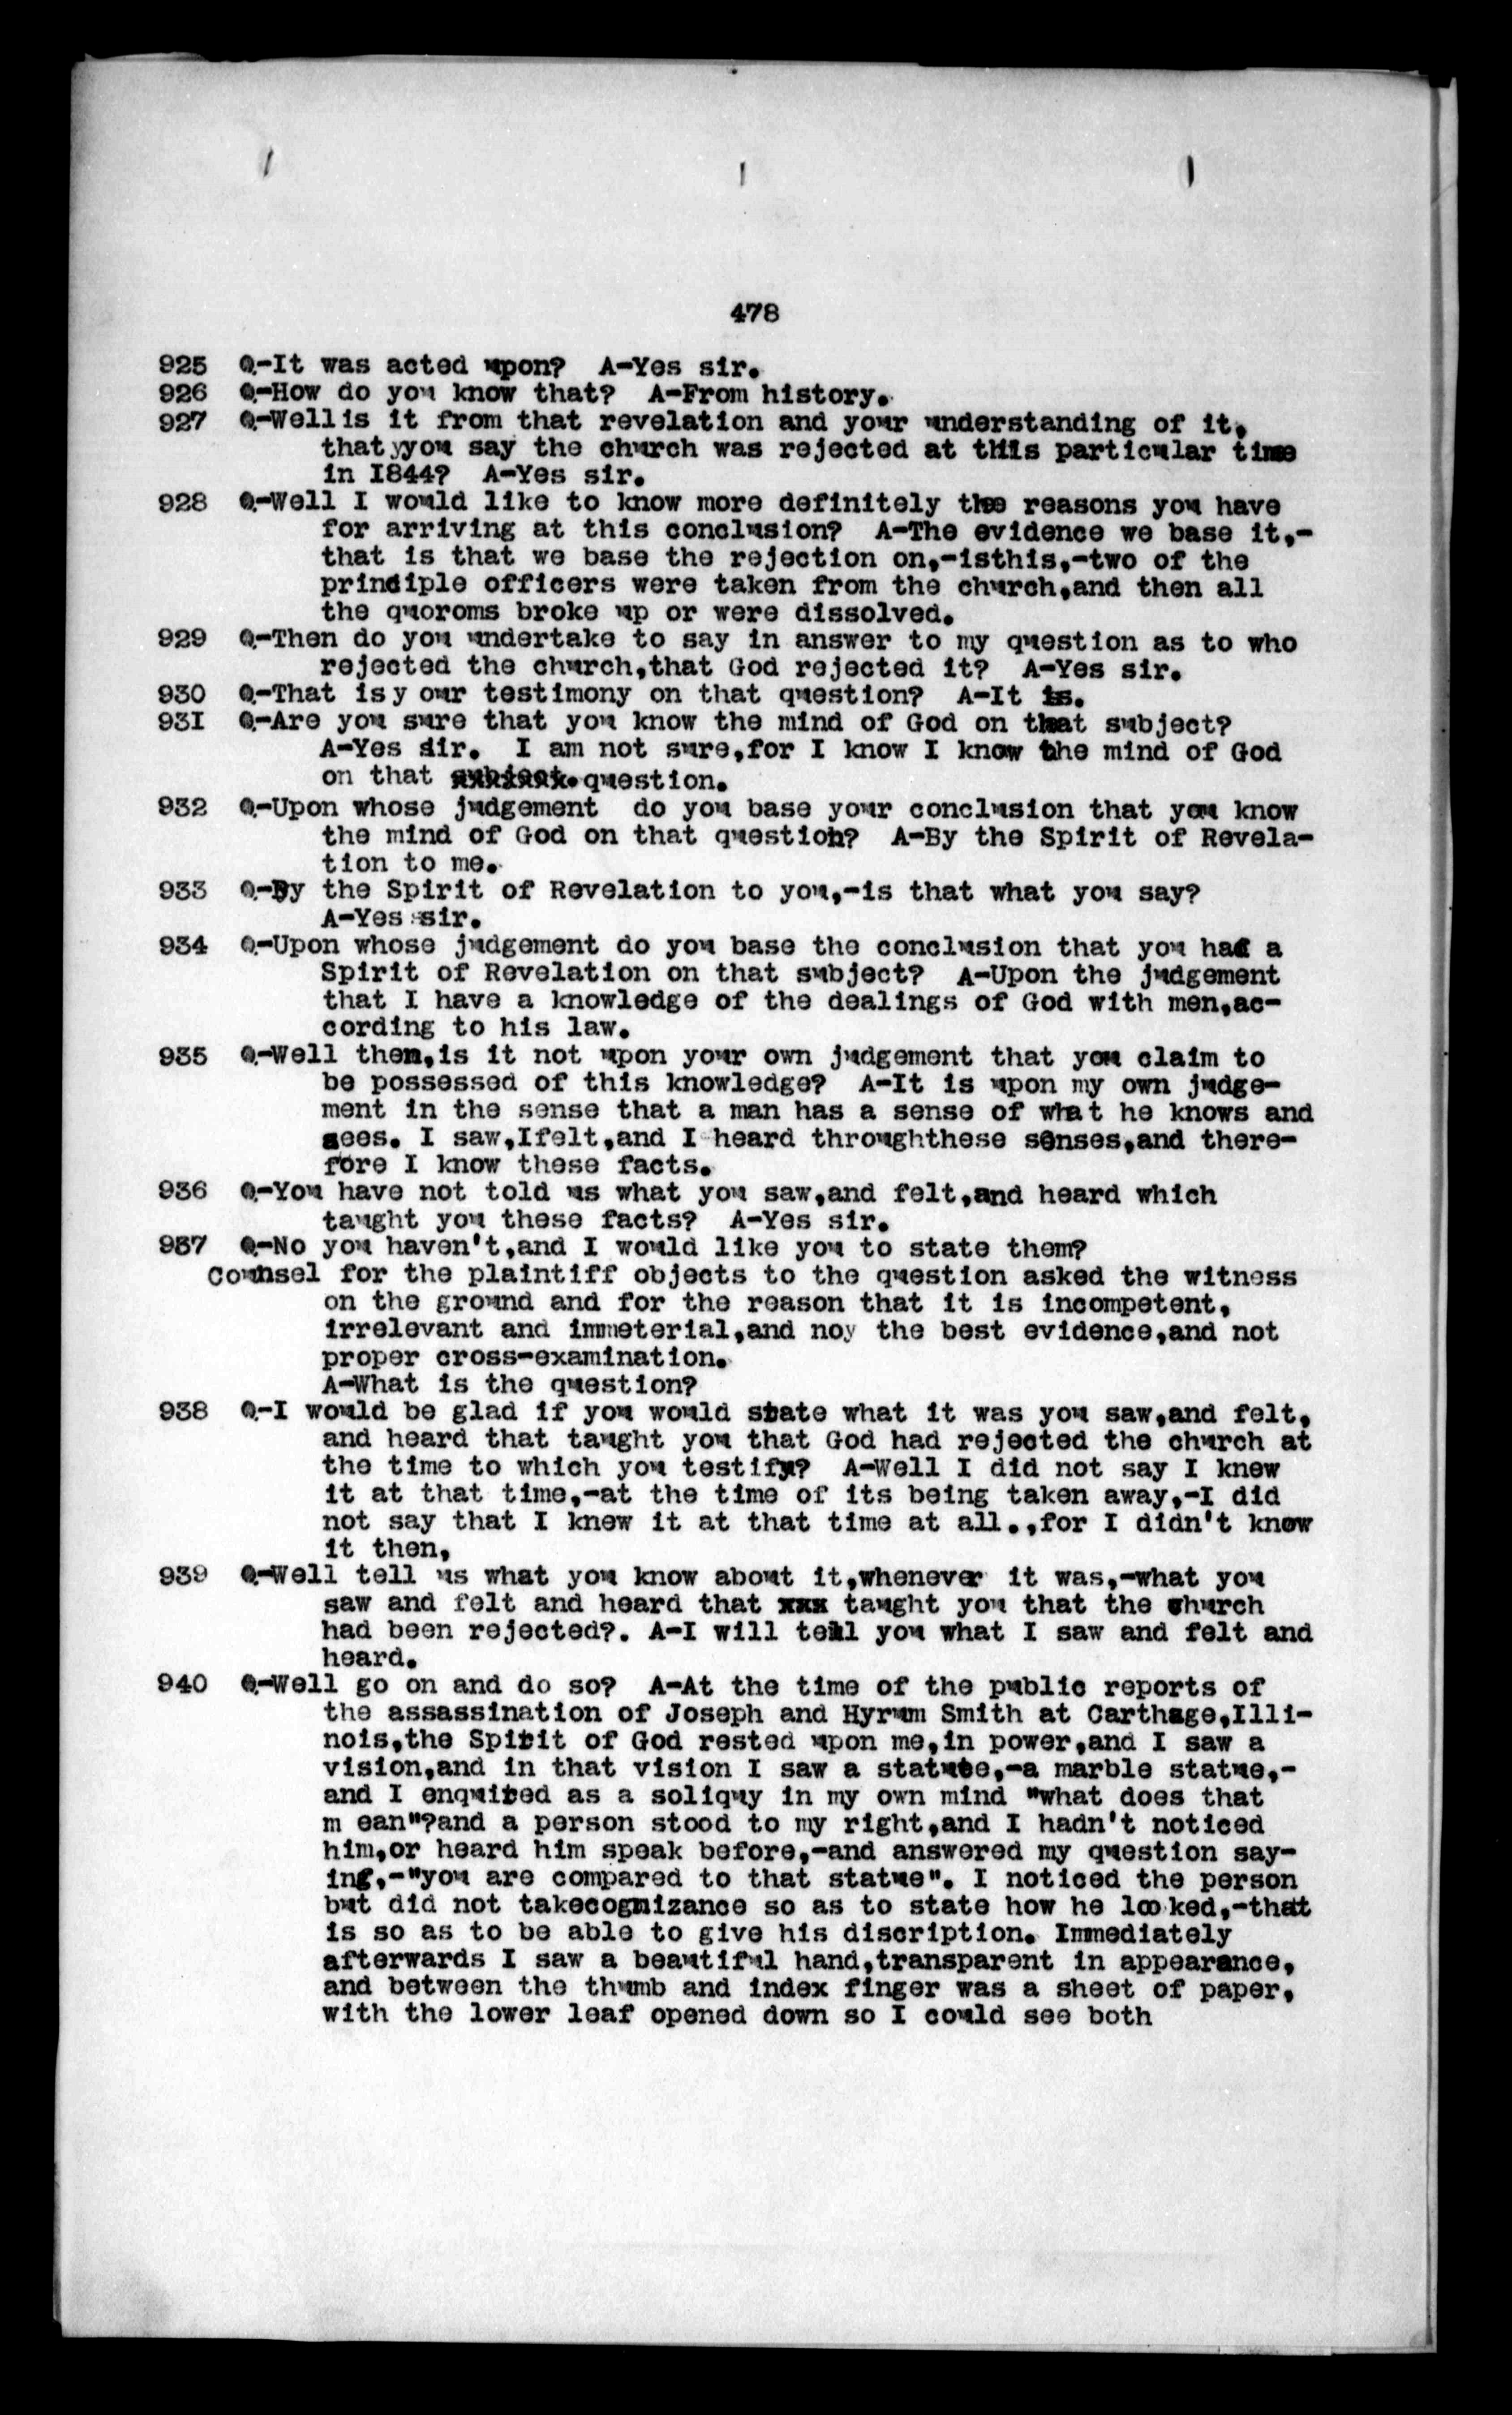 478
925 Q-It was acted upon? A-Yes sir.
926 Q-How do you know that? A-From history.
927 Q-Wellis it from that revelation and your understanding of it,
thatyyou say the church was rejected at this particular time
in I844? A-Yes sir.
928 Q-Well I would like to know more definitely the reasons you have
for arriving at this conclusion? A-The evidence we base it,-
that is that we base the rejection on,-isthis,-two of the
principle officers were taken from the church,and then all
the quoroms broke up or were dissolved.
929 Q-Then do you undertake to say in answer to my question as to who
rejected the church,that God rejected it? A-Yes sir.
930 Q-That isy our testimony on that question? A-It is.
93I Q-Are you sure that you know the mind of God on that subject?
A-Yes sir. I am not sure,for I know I know the mind of God
on that question.
932 Q-Upon whose judgement do you base your conclusion that you know
the mind of God on that question? A-By the Spirit of Revela-
tion to me.
933 Q-By the Spirit of Revelation to you,-is that what you say?
A-Yes sir.
934 Q-Upon whose judgement do you base the conclusion that you had a
Spirit of Revelation on that subject? A-Upon the judgement
that I have a knowledge of the dealings of God with men,ac-
cording to his law.
935 Q-Well then,is it not upon your own judgement that you claim to
be possessed of this knowledge? A-It is upon my own judge-
ment in the sense that a man has a sense of what he knows and
sees. I saw,Ifelt,and I heard throughthese senses,and there-
fore I know these facts.
936 Q-You have not told us what you saw,and felt,and heard which
taught you these facts? A-Yes sir.
937 Q-No you haven't,and I would like you to state them?
Counsel for the plaintiff objects to the question asked the witness
on the ground and for the reason that it is incompetent,
irrelevant and immeterial,and noy the best evidence,and not
proper cross-examination.
A-What is the question?
938 Q-I would be glad if you would state what it was you saw,and felt,
and heard that taught you that God had rejected the church at
the time to which you testify? A-Well I did not say I knew
it at that time,-at the time of its being taken away,-I did
not say that I knew it at that time at all.,for I didn't know
it then,
939 Q-Well tell us what you know about it,whenever it was,-what you
saw and felt and heard that xxx taught you that the church
had been rejected?. A-I will tell you what I saw and felt and
heard.
940 Q-Well go on and do so? A-At the time of the public reports of
the assassination of Joseph and Hyrum Smith at Carthage,Illi-
nois,the Spirit of God rested upon me,in power,and I saw a
vision,and in that vision I saw a statute,-a marble statue,-
and I enquired as a soliquy in my own mind "what does that
m ean"?and a person stood to my right,and I hadn't noticed
him,or heard him speak before,-and answered my question say-
ing,-"you are compared to that statue". I noticed the person
but did not takecognizance so as to state how he looked,-that
is so as to be able to give his discription. Immediately
afterwards I saw a beautiful hand,transparent in appearance,
and between the thumb and index finger was a sheet of paper,
with the lower leaf opened down so I could see both